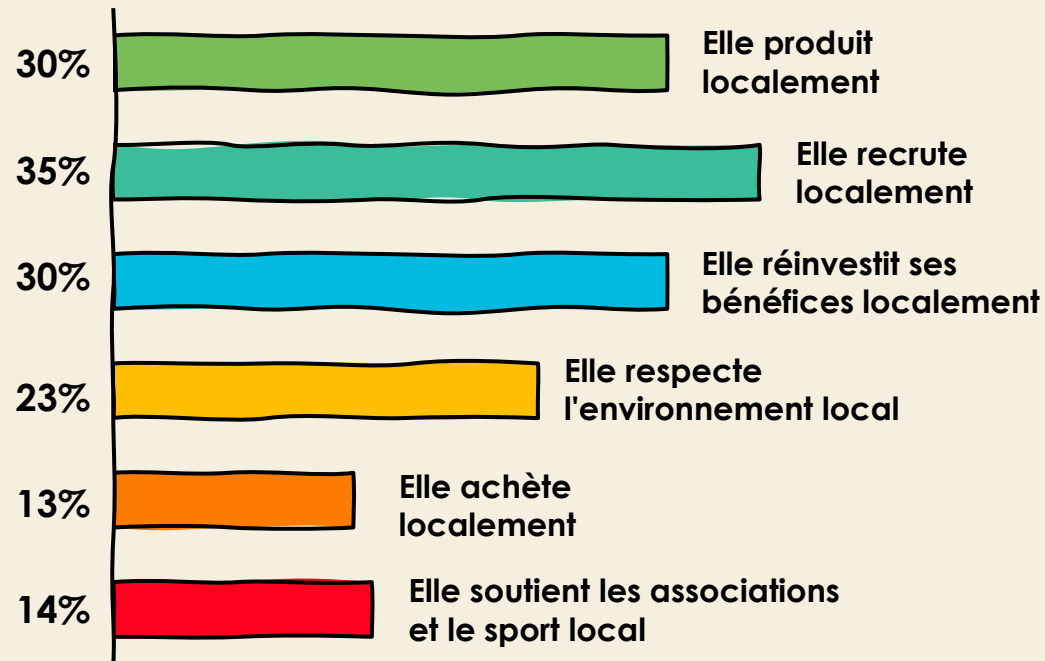 30%
Elle produit
localement
35%
Elle recrute
localement
30%
Elle réinvestit ses
bénéfices localement
23%
Elle respecte
l'environnement local
13%
Elle achète
localement
14%
Elle soutient les associations
et le sport local